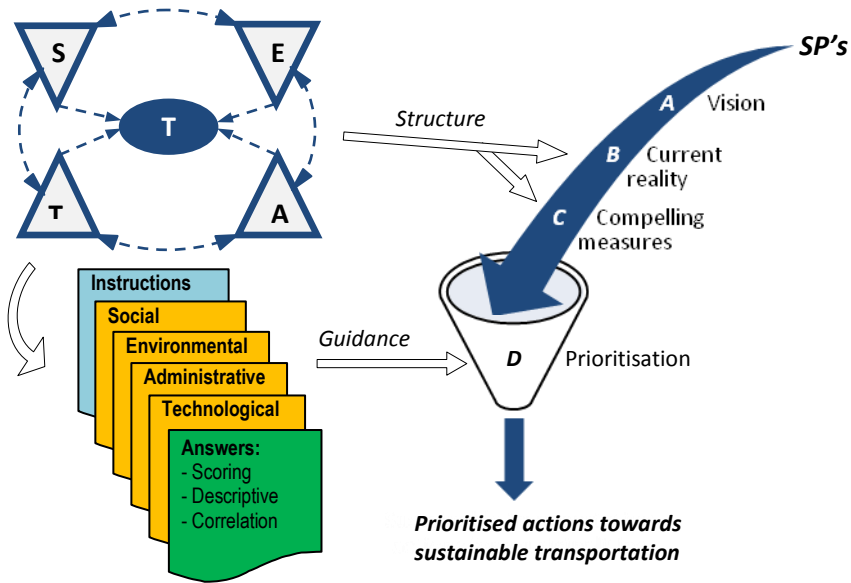 S
E
T
T
A
Structure
SP's
A Vision
B Current
reality
C Compelling
measures
Instructions
Social
Environmental
Administrative
Technological
Answers:
- Scoring
- Descriptive
- Correlation
Guidance
D Prioritisation
Prioritised actions towards
sustainable transportation